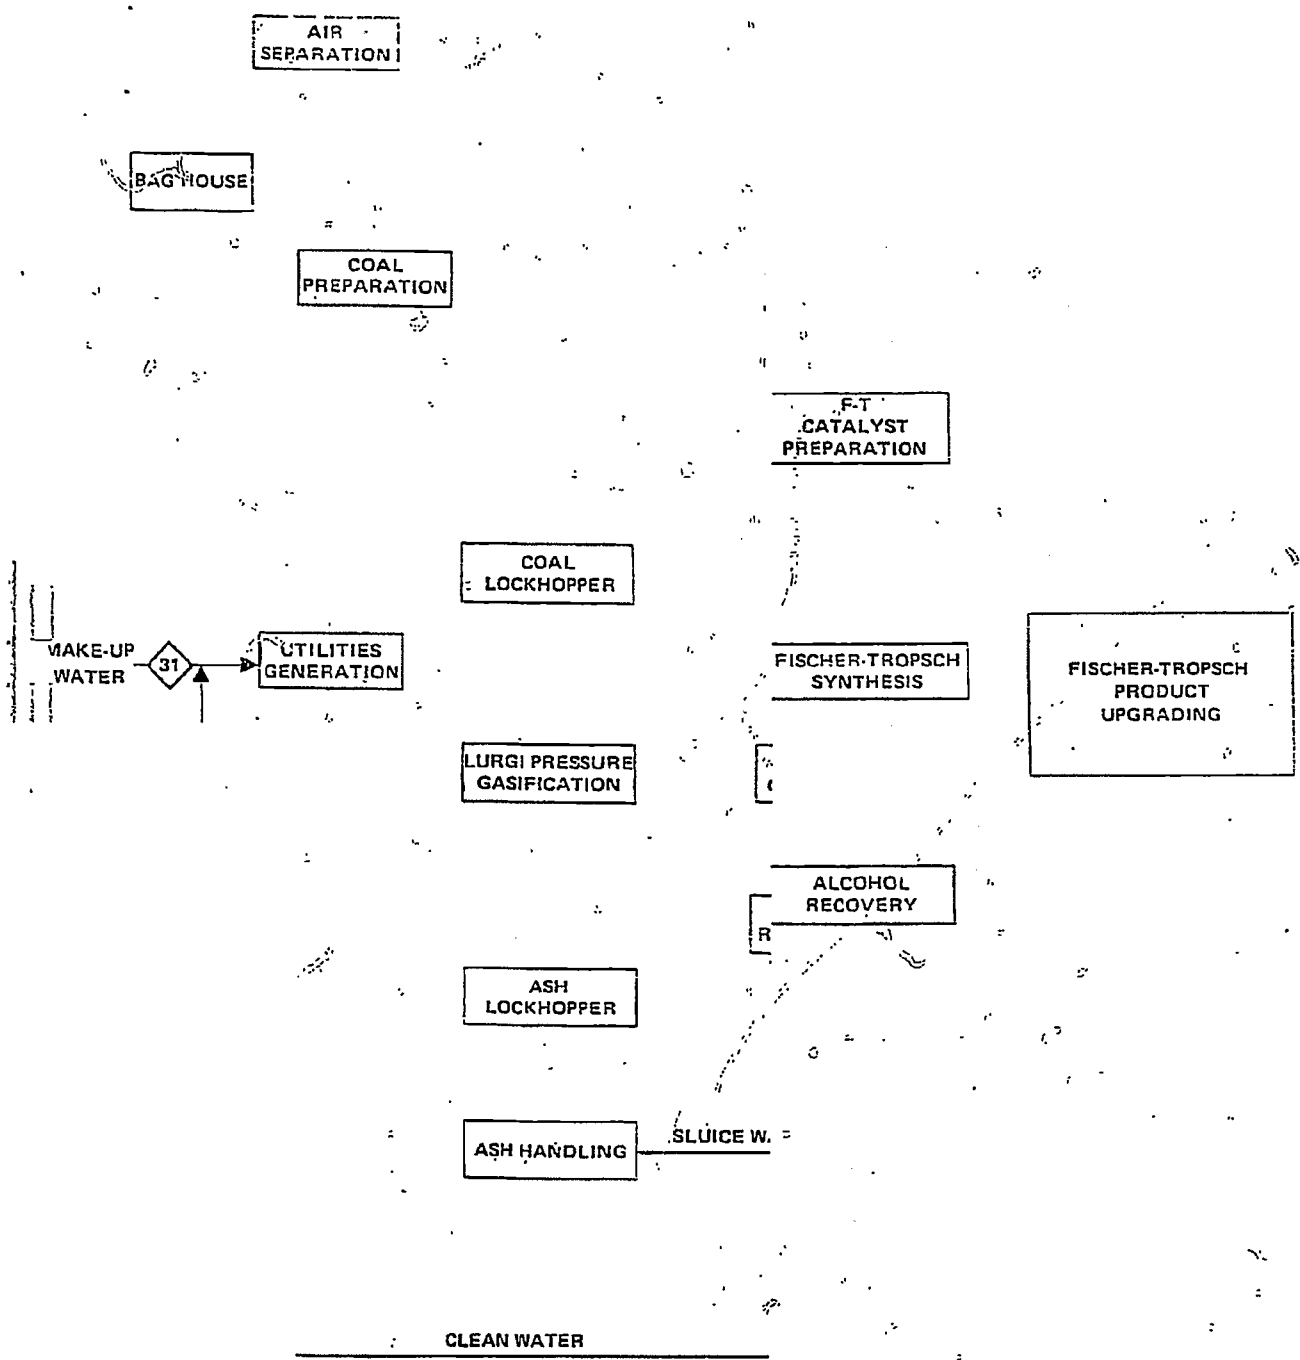 AIR
SEPARATION
BAG HOUSE
COAL
PREPARATION
F-T
CATALYST
PREPARATION
COAL
LOCKHOPPER
MAKE-UP
WATER
31
UTILITIES
GENERATION
FISCHER-TROPSCH
SYNTHESIS
FISCHER-TROPSCH
PRODUCT
UPGRADING
LURGI PRESSURE
GASIFICATION
ALCOHOL
RECOVERY
R
ASH
LOCKHOPPER
ASH HANDLING
SLUICE W
CLEAN WATER